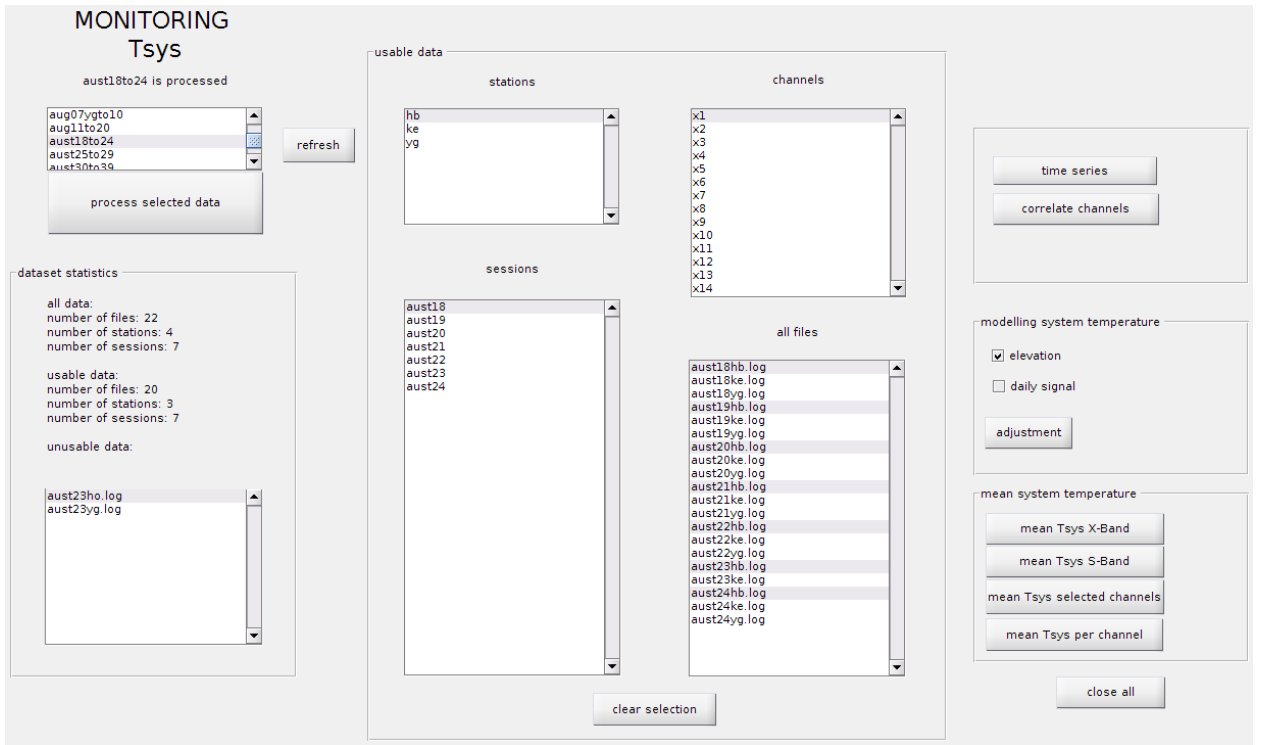 MONITORING
Tsys
aust18to24 is processed
aug07ygto10
aug11to20
aust18to24
aust25to29
aust30to39
refresh
process selected data
dataset statistics
all data:
number of files: 22
number of stations: 4
number of sessions: 7
usable data:
number of files: 20
number of stations: 3
number of sessions: 7
unusable data:
aust23ho.log
aust23yg.log
usable data
stations
hb
ke
yg
channels
x1
x2
x3
x4
x5
x6
x7
x8
x9
x10
x11
x12
x13
x14
sessions
aust18
aust19
aust20
aust21
aust22
aust23
aust24
all files
aust18hb.log
aust18ke.log
aust18yg.log
aust19hb.log
aust19ke.log
aust19yg.log
aust20hb.log
aust20ke.log
aust20yg.log
aust21hb.log
aust21ke.log
aust21yg.log
aust22hb.log
aust22ke.log
aust22yg.log
aust23hb.log
aust23ke.log
aust24hb.log
aust24ke.log
aust24yg.log
clear selection
time series
correlate channels
modelling system temperature
elevation
daily signal
adjustment
mean system temperature
mean Tsys X-Band
mean Tsys S-Band
mean Tsys selected channels
mean Tsys per channel
close all